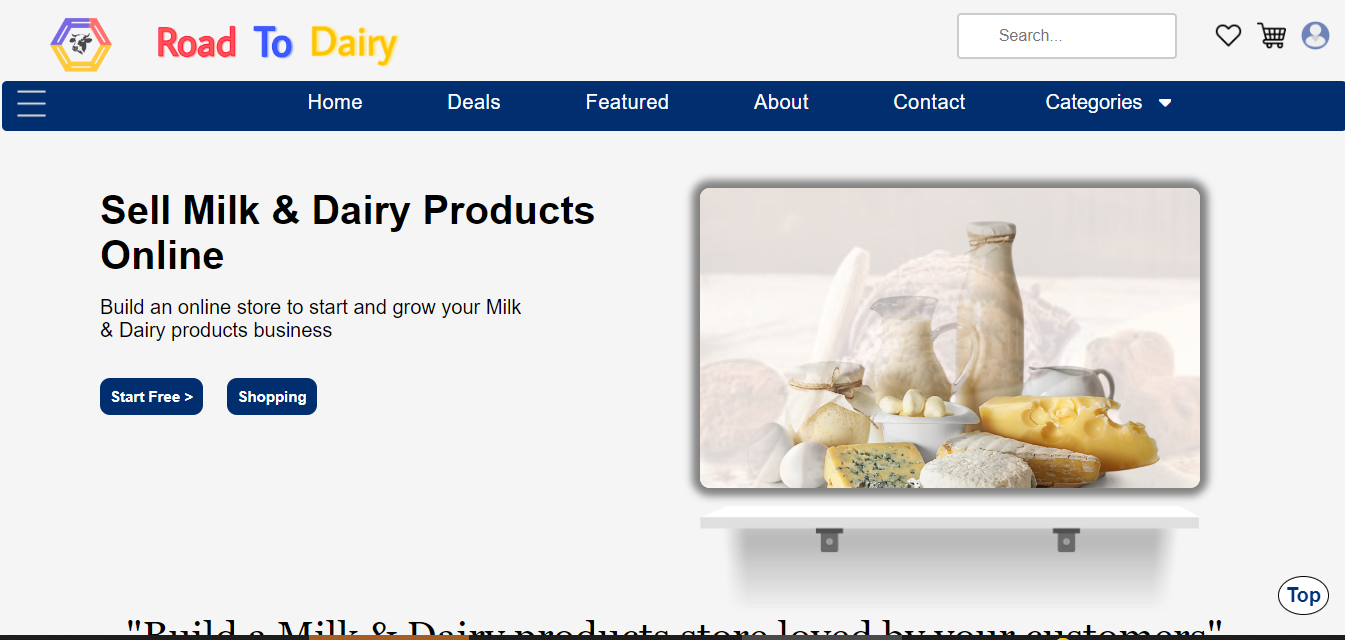 Road To Dairy
Search...
Home Deals Featured About Contact Categories
Sell Milk & Dairy Products
Online
Build an online store to start and grow your Milk
& Dairy products business
Start Free >
Shopping
Top
"Build a Milk & Dairy products store loved by your customers"